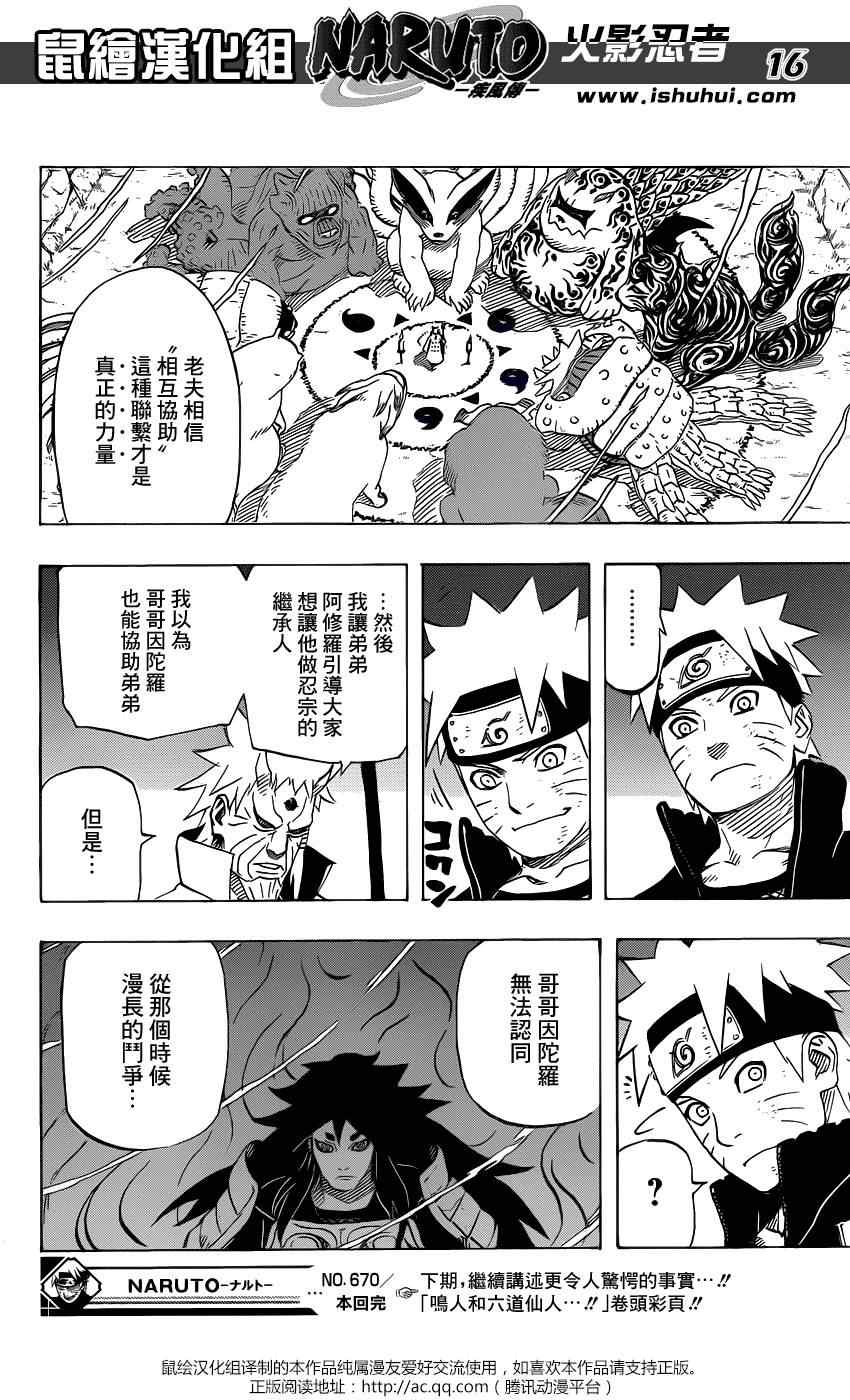 鼠繪漢化組
NARUTO
疾風傳
火影忍者
16
www.ishuhui.com
老夫相信
〝相互協助〞
這種聯繫才是
真正的力量
………
コクン
…然後
我讓弟弟
阿修羅引導大家
想讓他做忍宗的
繼承人
我以為
哥哥因陀羅
也能協助弟弟
但是…
?
哥哥因陀羅
無法認同
從那個時候
漫長的鬥爭…
NARUTO–ナルト–
…
NO.670/
本回完
☞下期,繼續講述更令人驚愕的事實…!!
「鳴人和六道仙人…!!」卷頭彩頁!!
鼠绘汉化组译制的本作品纯属漫友爱好交流使用，如喜欢本作品请支持正版。
正版阅读地址：http://ac.qq.com（腾讯动漫平台）